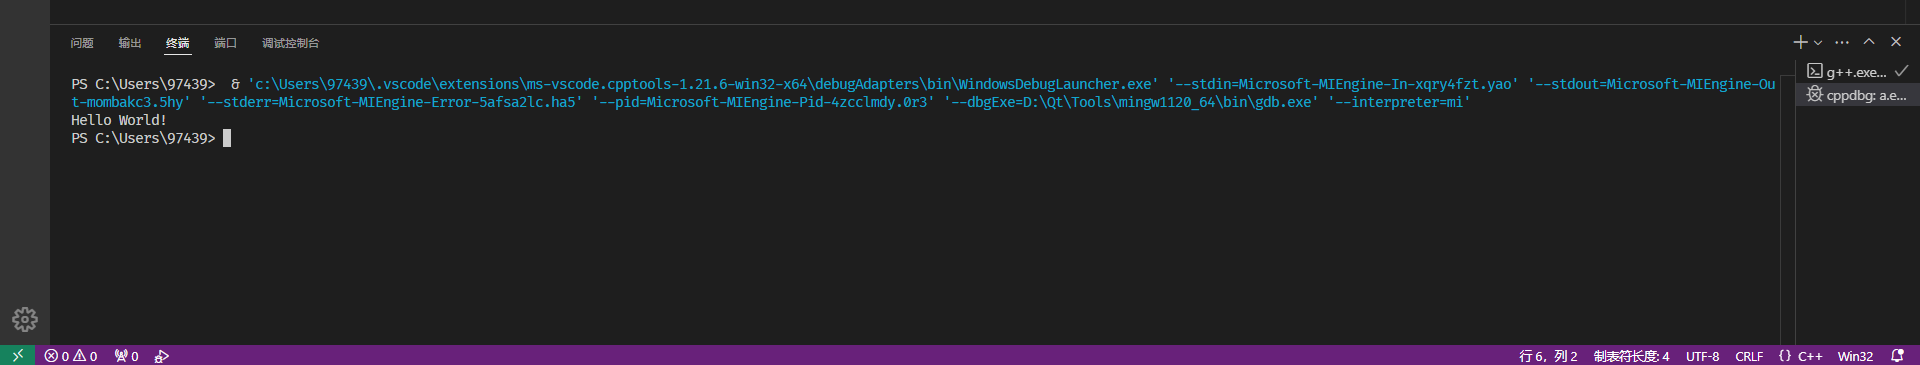 问题 输出 终端 端口 调试控制台
PS C:\Users\97439>  & 'c:\Users\97439\.vscode\extensions\ms-vscode.cpptools-1.21.6-win32-x64\debugAdapters\bin\WindowsDebugLauncher.exe' '--stdin=Microsoft-MIEngine-In-xqry4fzt.yao' '--stdout=Microsoft-MIEngine-Ou
t-mombakc3.5hy' '--stderr=Microsoft-MIEngine-Error-5afsa2lc.ha5' '--pid=Microsoft-MIEngine-Pid-4zcclmdy.0r3' '--dbgExe=D:\Qt\Tools\mingw1120_64\bin\gdb.exe' '--interpreter=mi'
Hello World!
PS C:\Users\97439>
g++.exe...
cppdbg: a.e...
0 0 0 行 6, 列 2 制表符长度: 4 UTF-8 CRLF {} C++ Win32